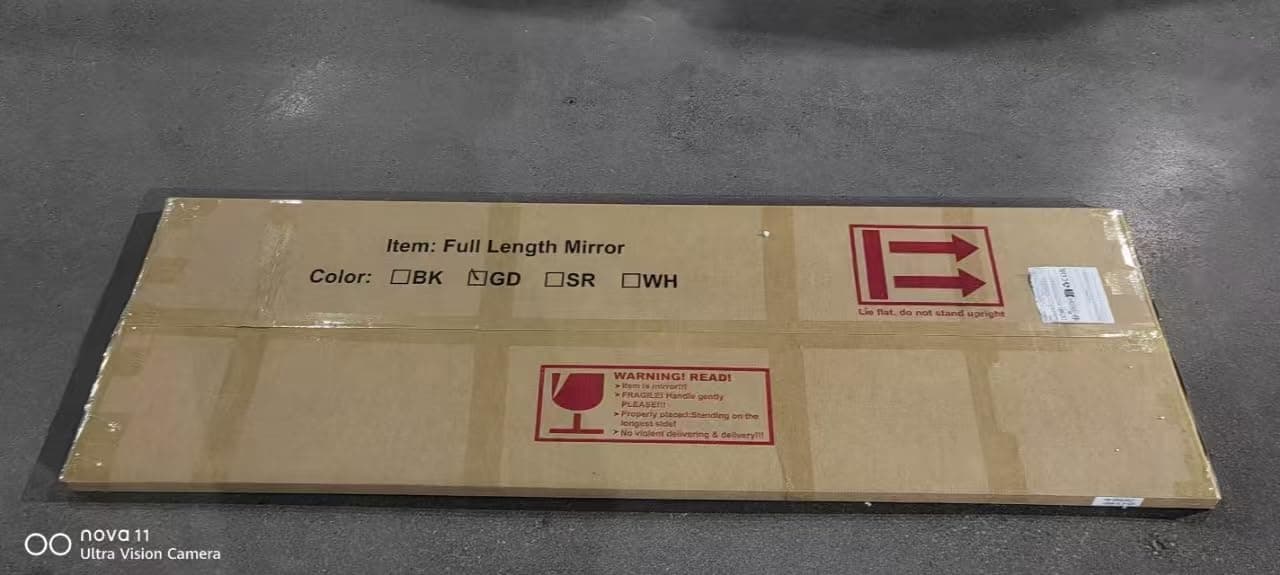 Item: Full Length Mirror
Color: BK GD SR WH
Lie flat, do not stand upright
WARNING! READ!
Item is mirror!!!
FRAGILE! Handle gently
PLEASE!!!
Properly placed:Standing on the
longest side!
No violent delivering & delivery!!!
nova 11
Ultra Vision Camera